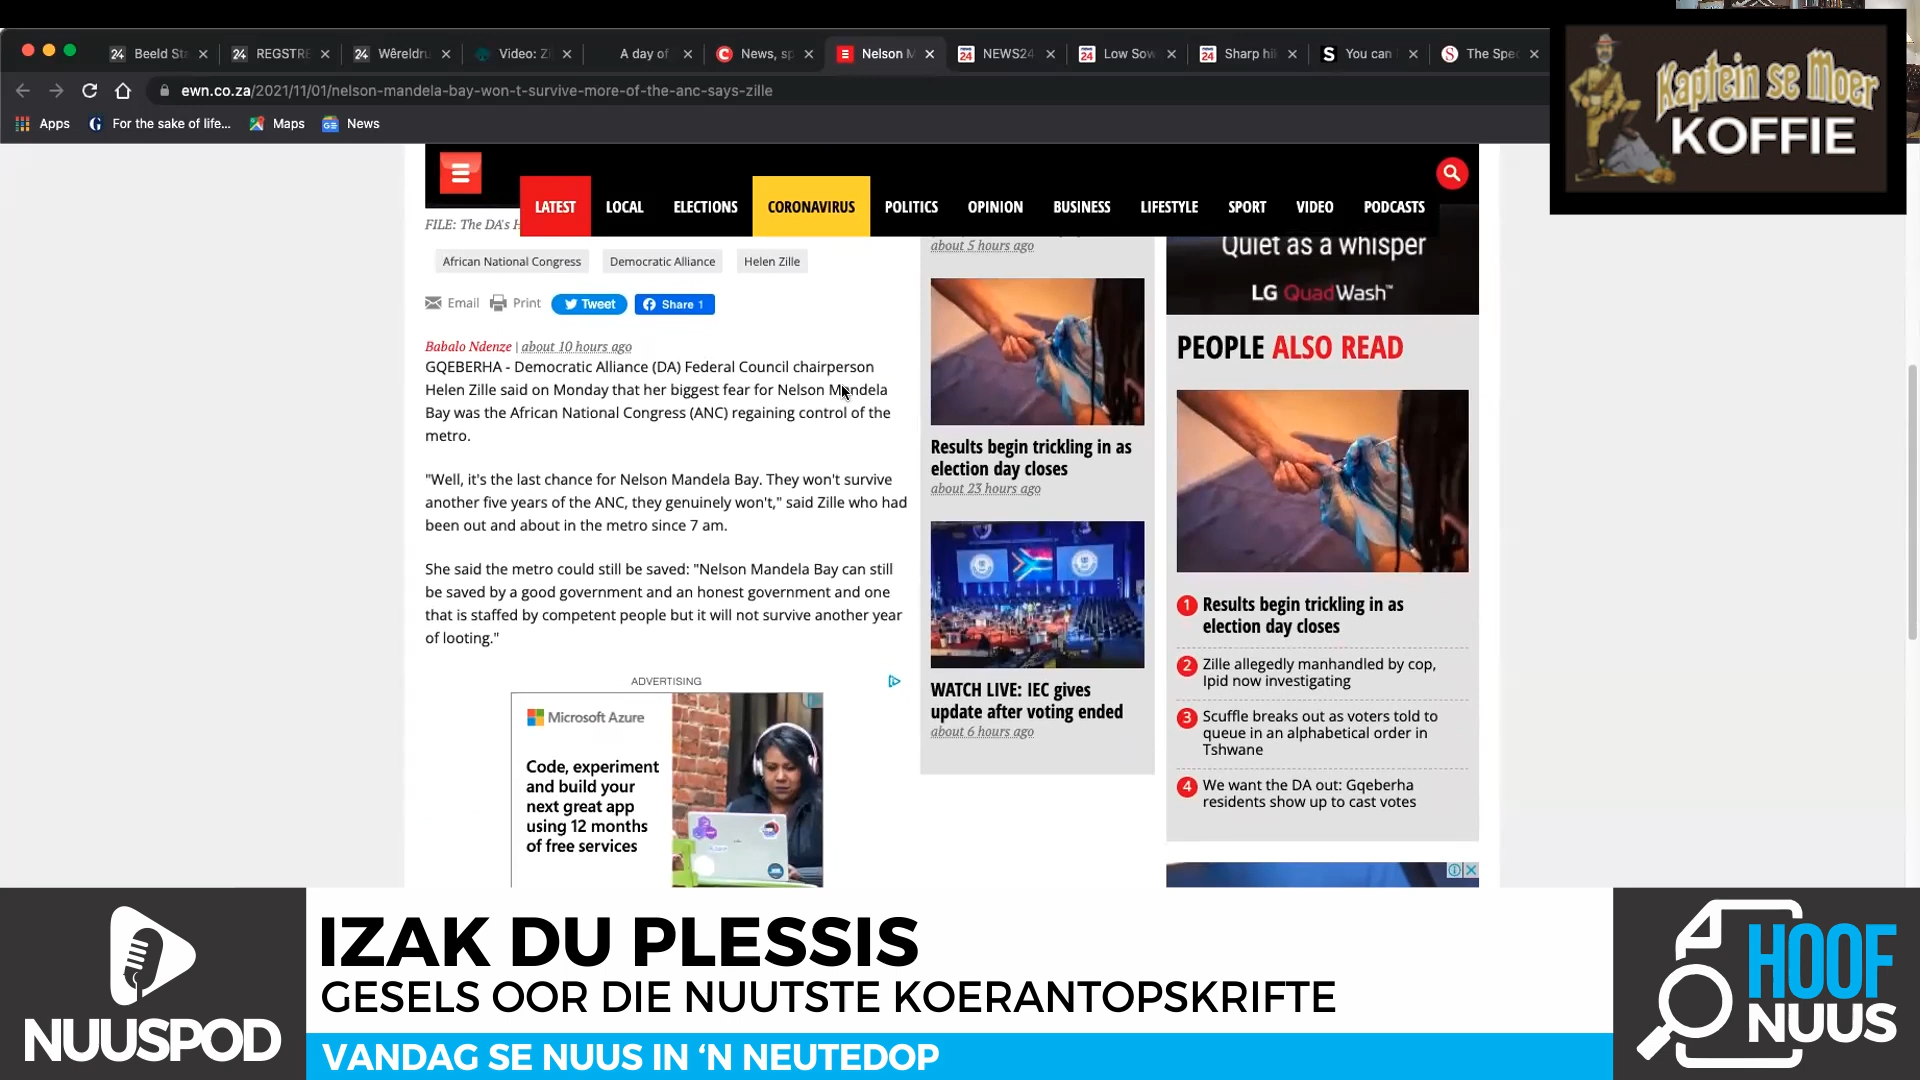 Beeld Sta
REGSTRE
Wêreldru
Video: Zi
A day of
News, sp
Nelson M
NEWS24
Low Sow
Sharp hik
You can
The Spec
ewn.co.za/2021/11/01/nelson-mandela-bay-won-t-survive-more-of-the-anc-says-zille
Apps
For the sake of life...
Maps
News
Kaptein se Moer
KOFFIE
LATEST
LOCAL
ELECTIONS
CORONAVIRUS
POLITICS
OPINION
BUSINESS
LIFESTYLE
SPORT
VIDEO
PODCASTS
FILE: The DA's H
African National Congress
Democratic Alliance
Helen Zille
Email
Print
Tweet
Share 1
Babalo Ndenze | about 10 hours ago
GQEBERHA - Democratic Alliance (DA) Federal Council chairperson
Helen Zille said on Monday that her biggest fear for Nelson Mandela
Bay was the African National Congress (ANC) regaining control of the
metro.
"Well, it's the last chance for Nelson Mandela Bay. They won't survive
another five years of the ANC, they genuinely won't," said Zille who had
been out and about in the metro since 7 am.
She said the metro could still be saved: "Nelson Mandela Bay can still
be saved by a good government and an honest government and one
that is staffed by competent people but it will not survive another year
of looting."
ADVERTISING
Microsoft Azure
Code, experiment
and build your
next great app
using 12 months
of free services
about 5 hours ago
Results begin trickling in as
election day closes
about 23 hours ago
WATCH LIVE: IEC gives
update after voting ended
about 6 hours ago
Quiet as a whisper
LG QuadWash™
PEOPLE ALSO READ
1 Results begin trickling in as
election day closes
2 Zille allegedly manhandled by cop,
Ipid now investigating
3 Scuffle breaks out as voters told to
queue in an alphabetical order in
Tshwane
4 We want the DA out: Gqeberha
residents show up to cast votes
NUUSPOD
IZAK DU PLESSIS
GESELS OOR DIE NUUTSTE KOERANTOPSKRIFTE
VANDAG SE NUUS IN ‘N NEUTEDOP
HOOF
NUUS